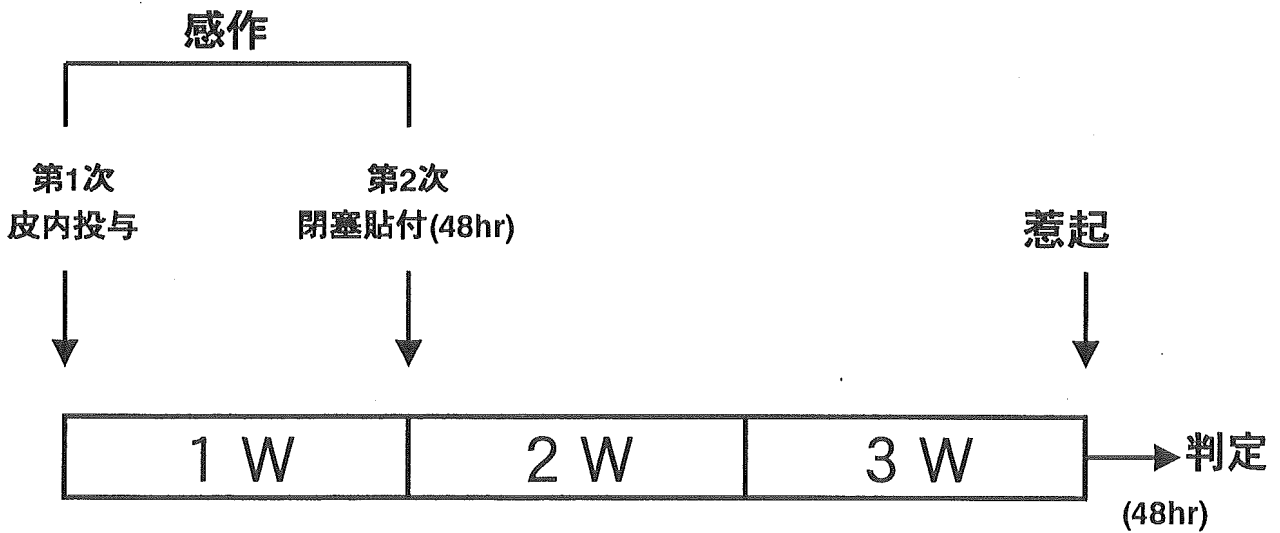 感作
第1次
皮内投与
第2次
閉塞貼付(48hr)
惹起
1 W
2 W
3 W
判定
(48hr)